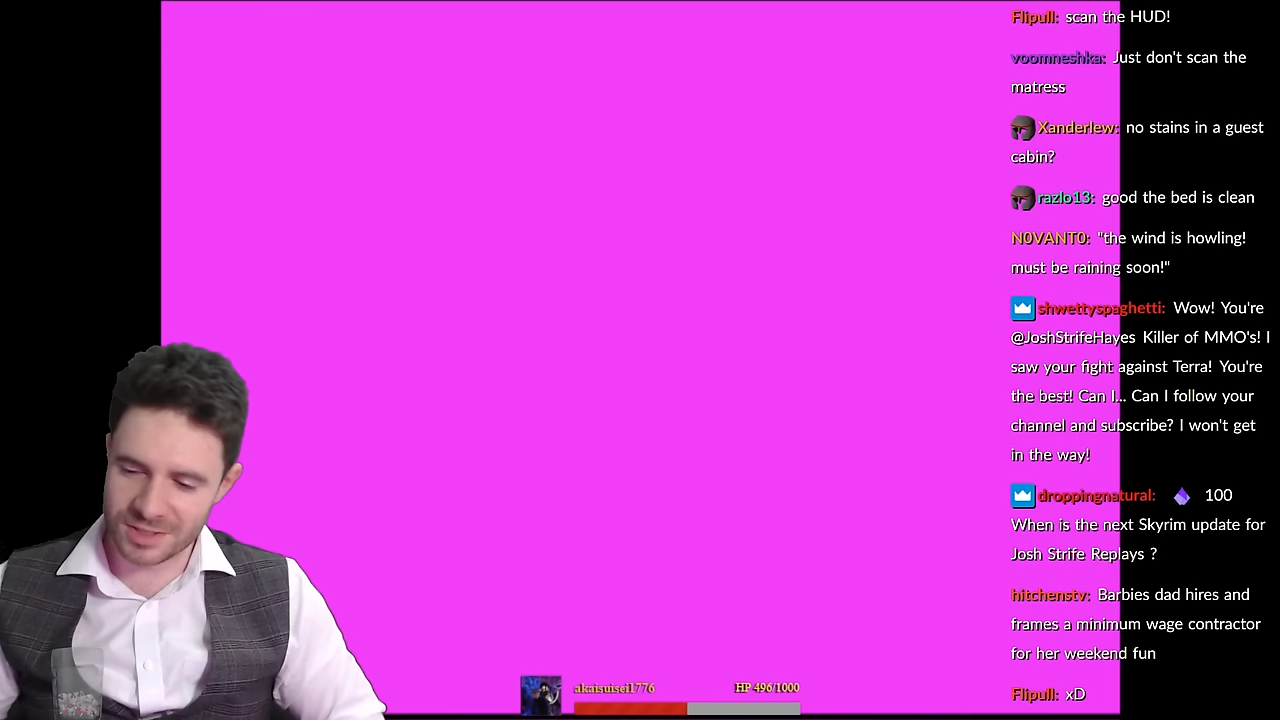 Flipull: scan the HUD!
voomneshka: Just don't scan the
matress
Xanderlew: no stains in a guest
cabin?
razlo13: good the bed is clean
N0VANT0: "the wind is howling!
must be raining soon!"
shwettyspaghetti: Wow! You're
@JoshStrifeHayes Killer of MMO's! I
saw your fight against Terra! You're
the best! Can I... Can I follow your
channel and subscribe? I won't get
in the way!
droppingnatural: 100
When is the next Skyrim update for
Josh Strife Replays ?
hitchenstv: Barbies dad hires and
frames a minimum wage contractor
for her weekend fun
Flipull: xD
akaisuisei1776 HP 496/1000